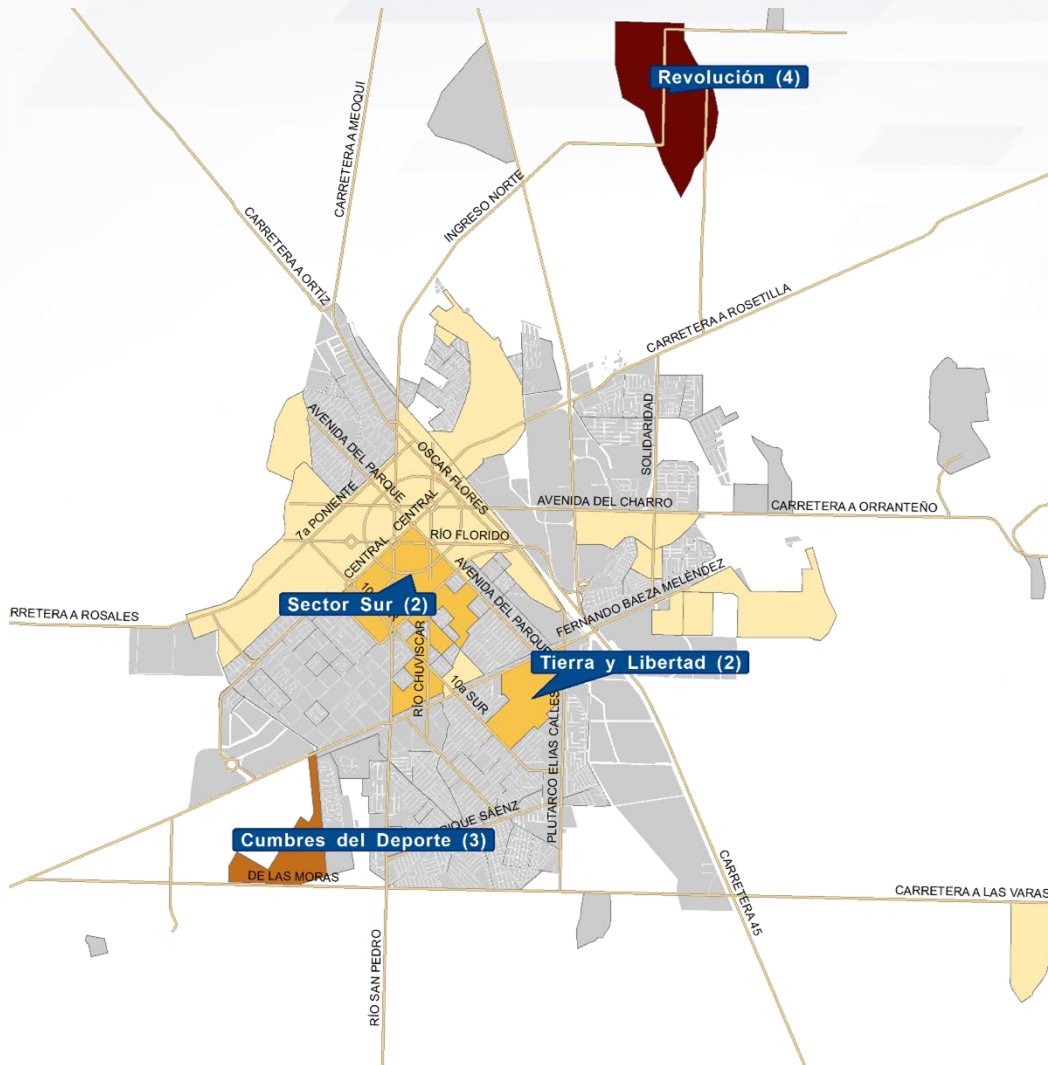 Revolución (4)
CARRETERA A MEOQUI
INGRESO NORTE
CARRETERA A ORTÍZ
CARRETERA A ROSETILLA
AVENIDA DEL PARQUE
OSCAR FLORES
SOLIDARIDAD
7a PONIENTE
CENTRAL
CENTRAL
AVENIDA DEL CHARRO
CARRETERA A ORRANTEÑO
RÍO FLORIDO
AVENIDA DEL PARQUE
FERNANDO BAEZA MELÉNDEZ
Sector Sur (2)
RRETERA A ROSALES
RÍO CHUVISCAR
Tierra y Libertad (2)
10a SUR
PLUTARCO ELIAS CALLES
Cumbres del Deporte (3)
RIQUE SÁENZ
DE LAS MORAS
CARRETERA A LAS VARAS
CARRETERA 45
RÍO SAN PEDRO